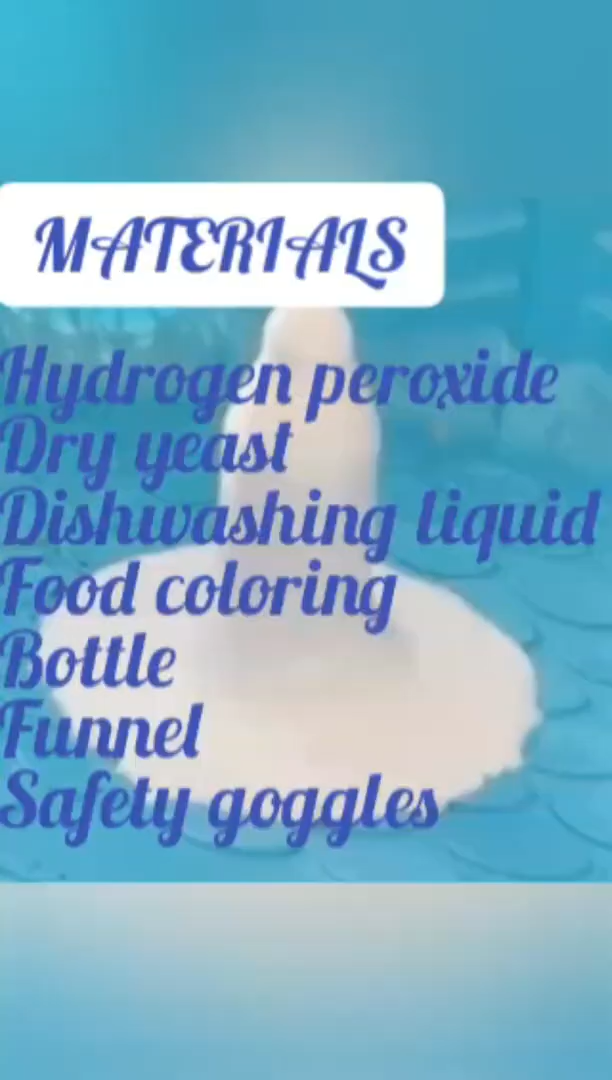 MATERIALS
Hydrogen peroxide
Dry yeast
Dishwashing liquid
Food coloring
Bottle
Funnel
Safety goggles